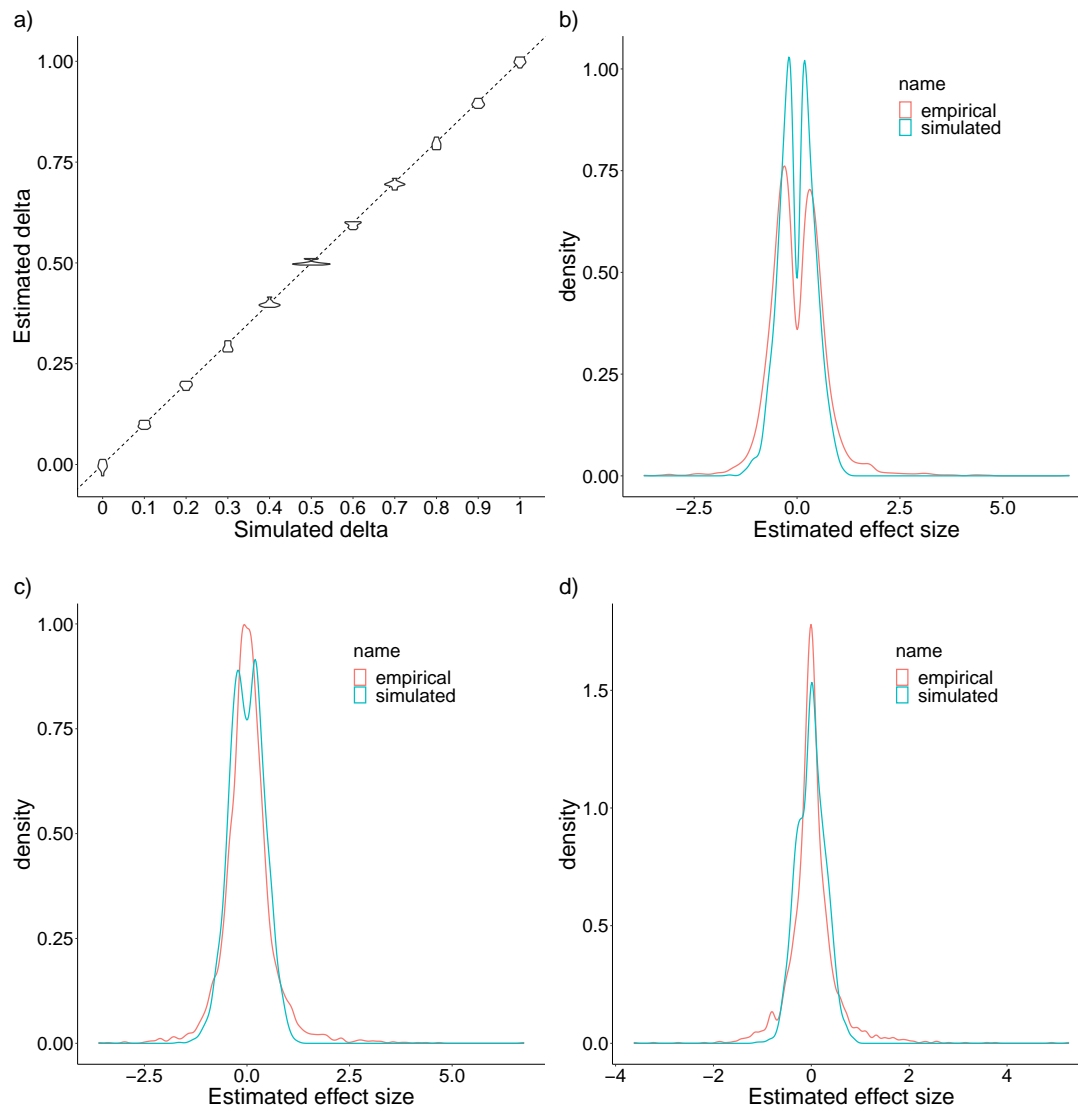 a)
1.00
0.75
0.50
0.25
0.00
Estimated delta
0 0.1 0.2 0.3 0.4 0.5 0.6 0.7 0.8 0.9 1
Simulated delta
b)
1.00
0.75
0.50
0.25
0.00
density
name
empirical
simulated
−2.5 0.0 2.5 5.0
Estimated effect size
c)
1.00
0.75
0.50
0.25
0.00
density
name
empirical
simulated
−2.5 0.0 2.5 5.0
Estimated effect size
d)
1.5
1.0
0.5
0.0
density
name
empirical
simulated
−4 −2 0 2 4
Estimated effect size